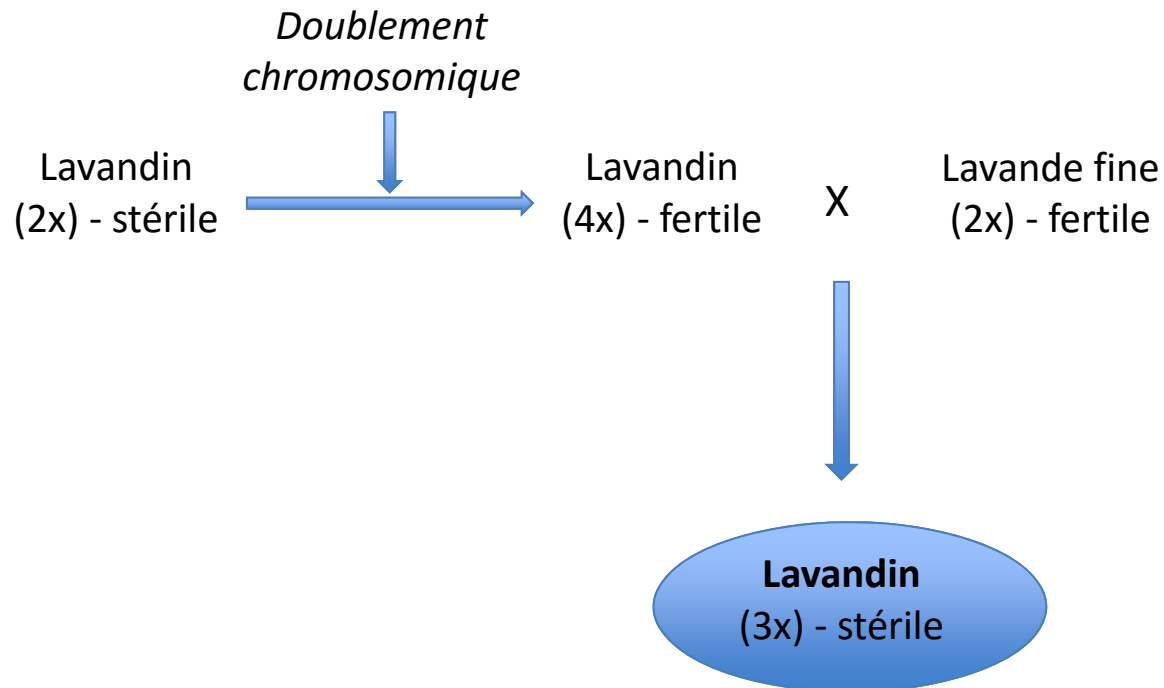 Doublement
chromosomique
Lavandin
(2x) - stérile
Lavandin
(4x) - fertile
X
Lavande fine
(2x) - fertile
Lavandin
(3x) - stérile